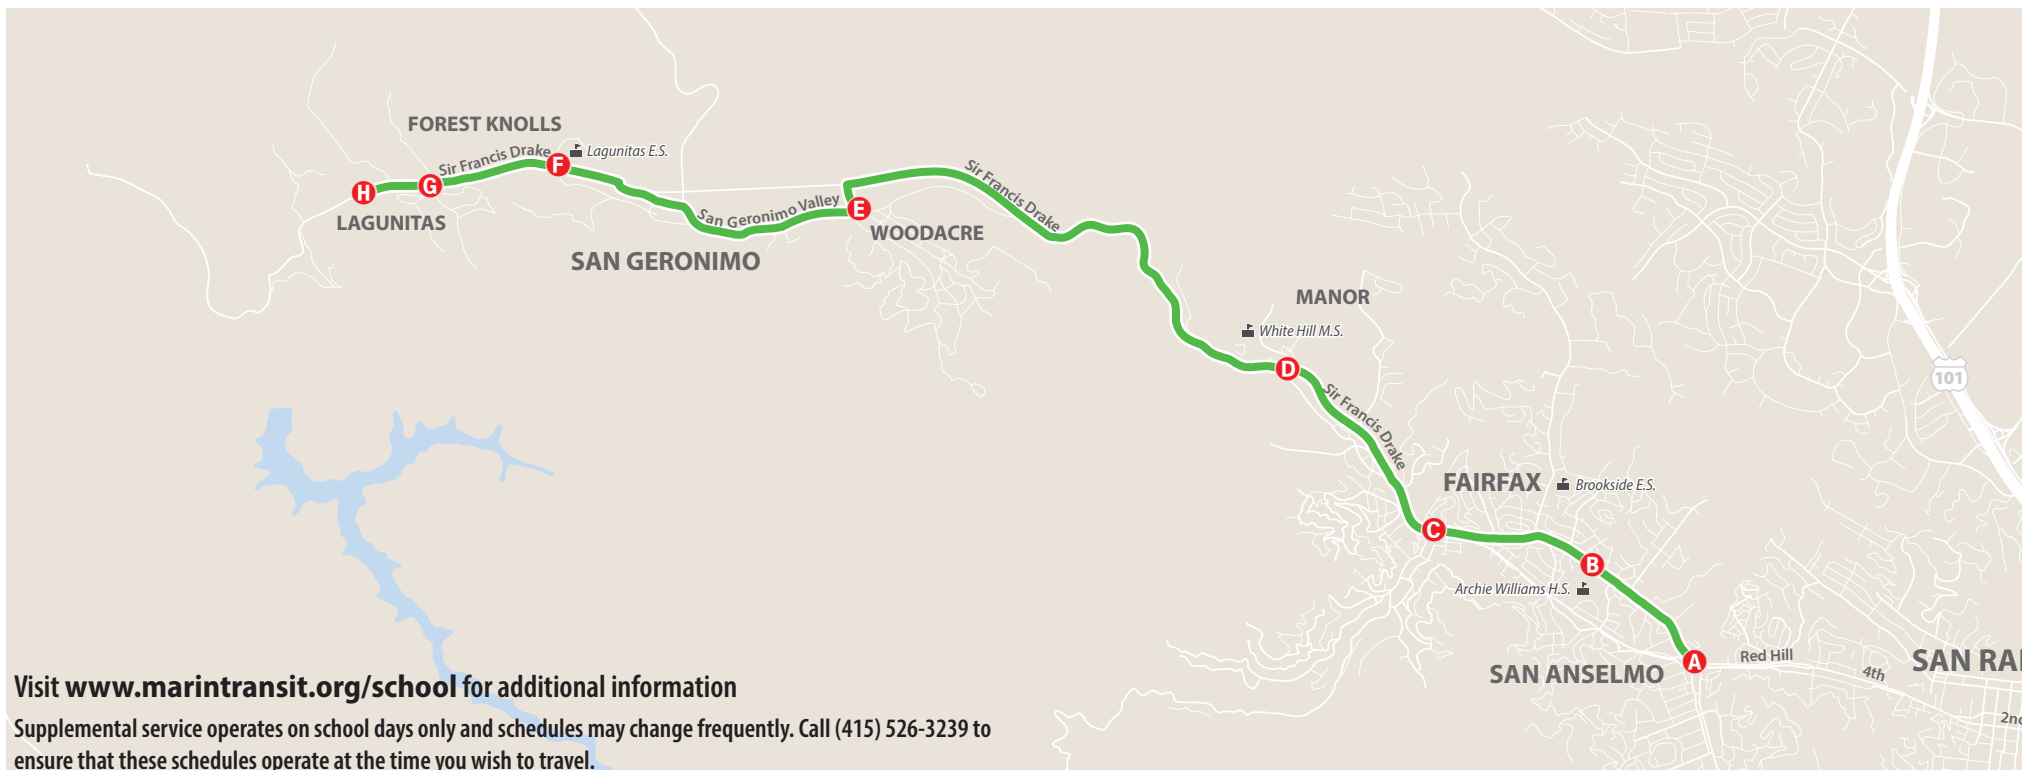 FOREST KNOLLS
Sir Francis Drake
F
Lagunitas E.S.
H
G
LAGUNITAS
San Geronimo Valley
E
WOODACRE
SAN GERONIMO
Sir Francis Drake
MANOR
White Hill M.S.
D
Sir Francis Drake
101
FAIRFAX
Brookside E.S.
C
B
Archie Williams H.S.
A
Red Hill
SAN ANSELMO
4th
SAN RA
2nd
Visit www.marintransit.org/school for additional information
Supplemental service operates on school days only and schedules may change frequently. Call (415) 526-3239 to
ensure that these schedules operate at the time you wish to travel.